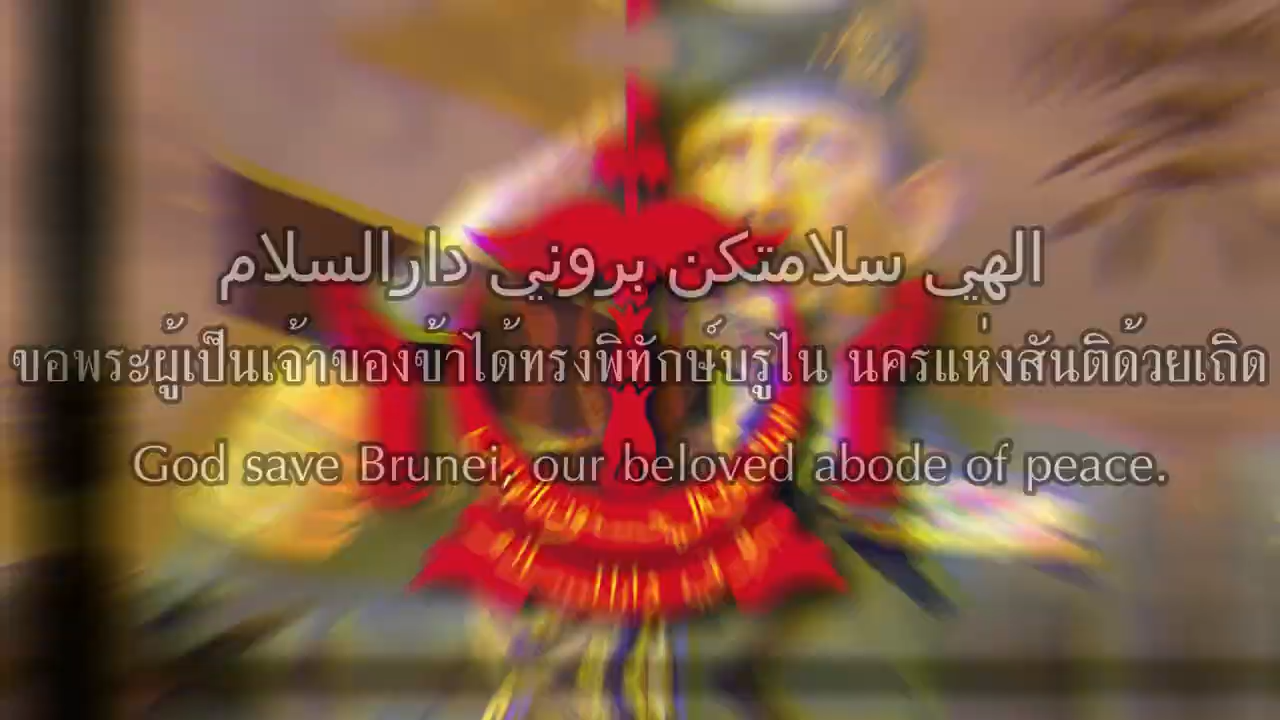 الهي سلامتكن بروني دارالسلام
ขอพระผู้เป็นเจ้าของข้าได้ทรงพิทักษ์บรูไน นครแห่งสันติด้วยเถิด
God save Brunei, our beloved abode of peace.